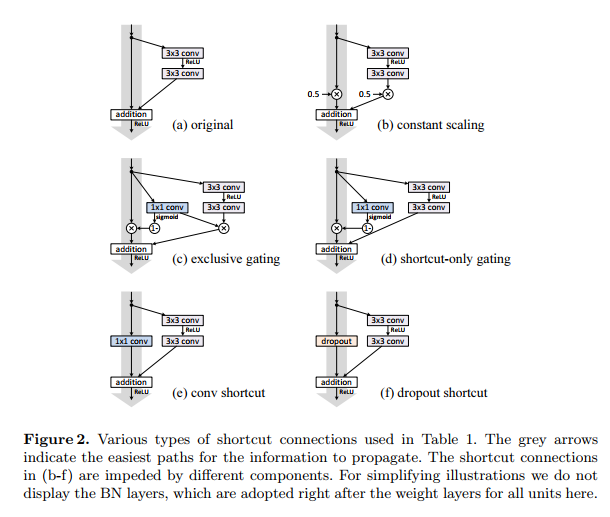 3x3 conv
ReLU
3x3 conv
addition
ReLU
(a) original
3x3 conv
ReLU
3x3 conv
0.5
0.5
addition
ReLU
(b) constant scaling
3x3 conv
ReLU
1x1 conv
3x3 conv
sigmoid
1-
addition
ReLU
(c) exclusive gating
3x3 conv
ReLU
1x1 conv
3x3 conv
sigmoid
1-
addition
ReLU
(d) shortcut-only gating
3x3 conv
ReLU
1x1 conv
3x3 conv
addition
ReLU
(e) conv shortcut
3x3 conv
ReLU
dropout
3x3 conv
addition
ReLU
(f) dropout shortcut
Figure 2. Various types of shortcut connections used in Table 1. The grey arrows
indicate the easiest paths for the information to propagate. The shortcut connections
in (b-f) are impeded by different components. For simplifying illustrations we do not
display the BN layers, which are adopted right after the weight layers for all units here.